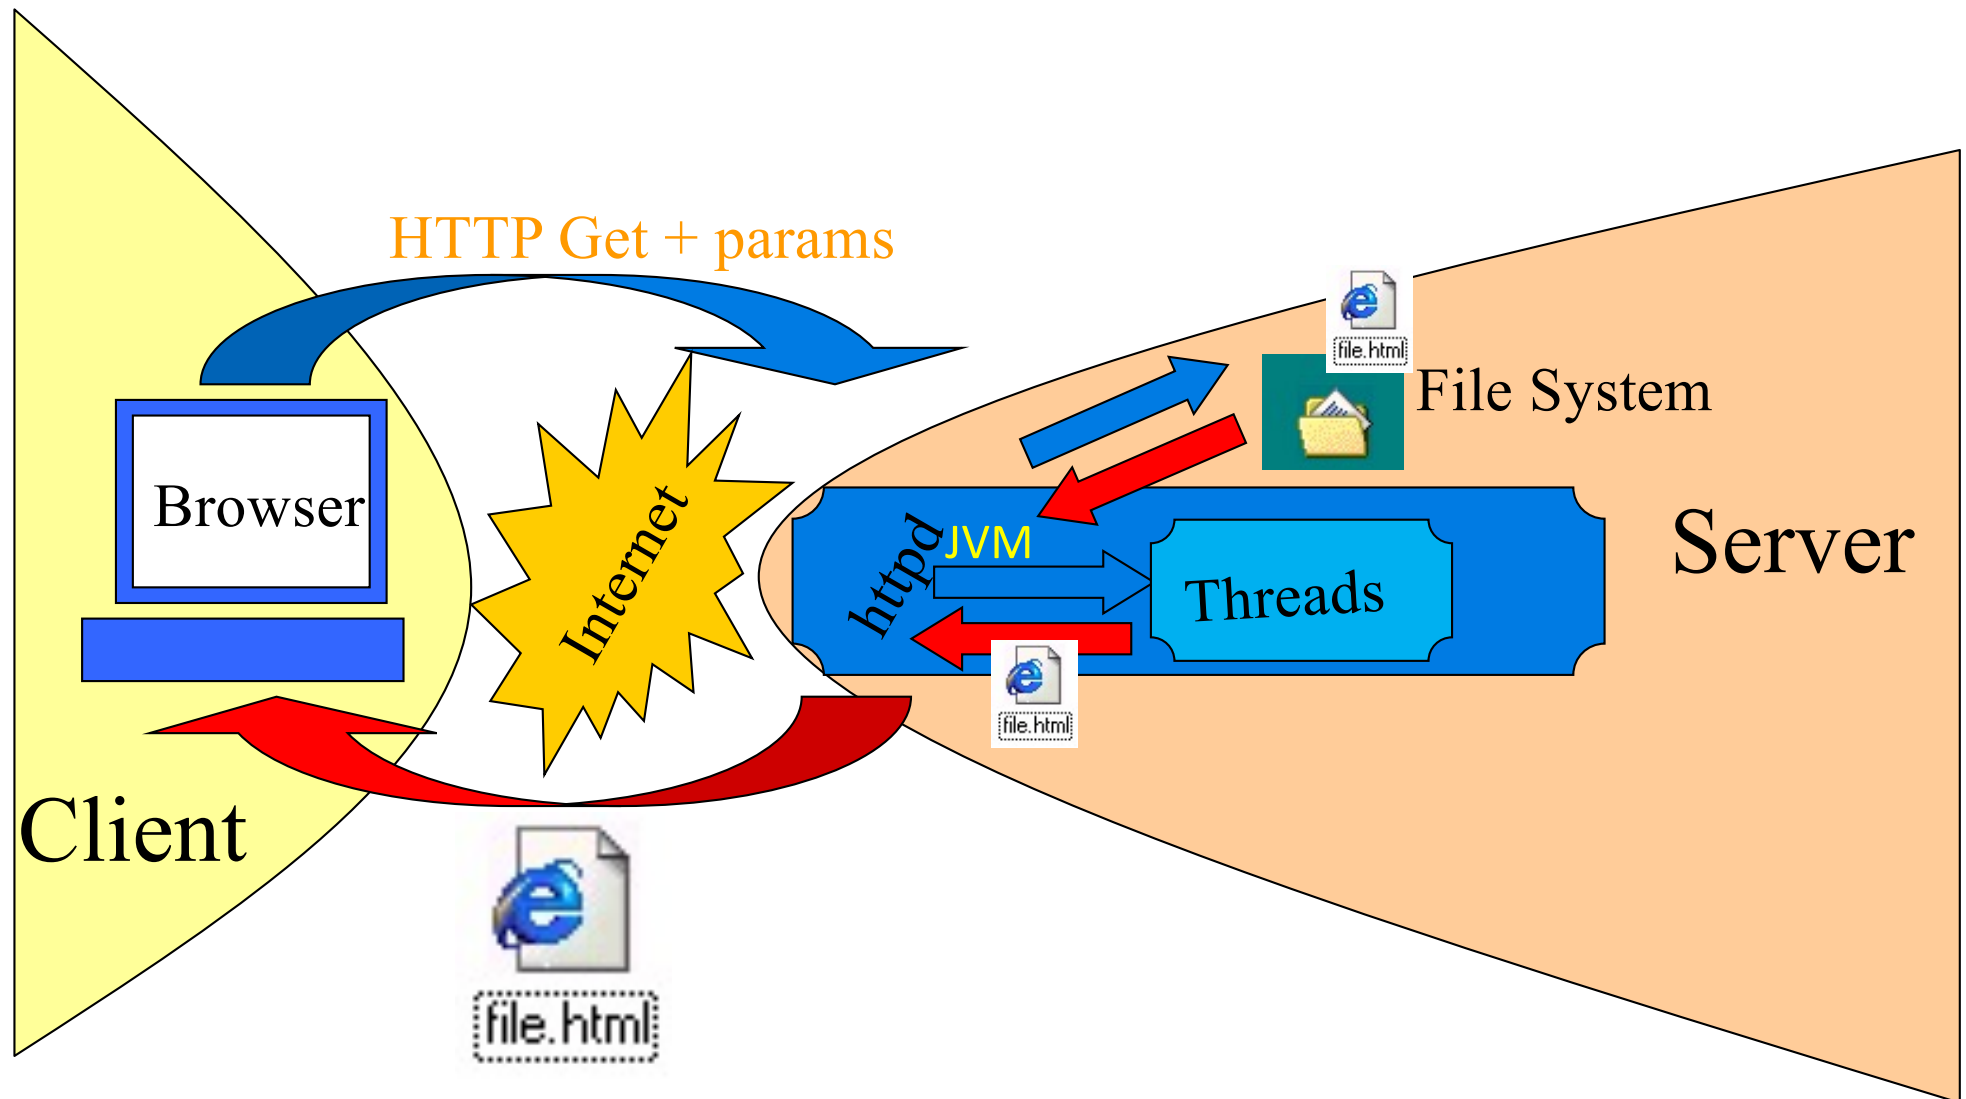 HTTP Get + params
file.html
File System
Browser
Internet
httpd
JVM
Threads
Server
file.html
Client
file.html